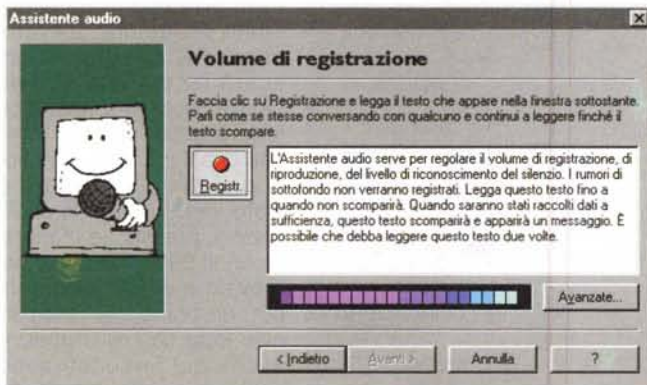 Assistente audio
Volume di registrazione
Faccia clic su Registrazione e legga il testo che appare nella finestra sottostante.
Parli come se stesse conversando con qualcuno e continui a leggere finché il
testo scompare.
Registr.
L'Assistente audio serve per regolare il volume di registrazione, di
riproduzione, del livello di riconoscimento del silenzio. I rumori di
sottofondo non verranno registrati. Legga questo testo fino a
quando non scomparirà. Quando saranno stati raccolti dati a
sufficienza, questo testo scomparirà e apparirà un messaggio. È
possibile che debba leggere questo testo due volte.
Avanzate...
< Indietro
Avanti >
Annulla
?